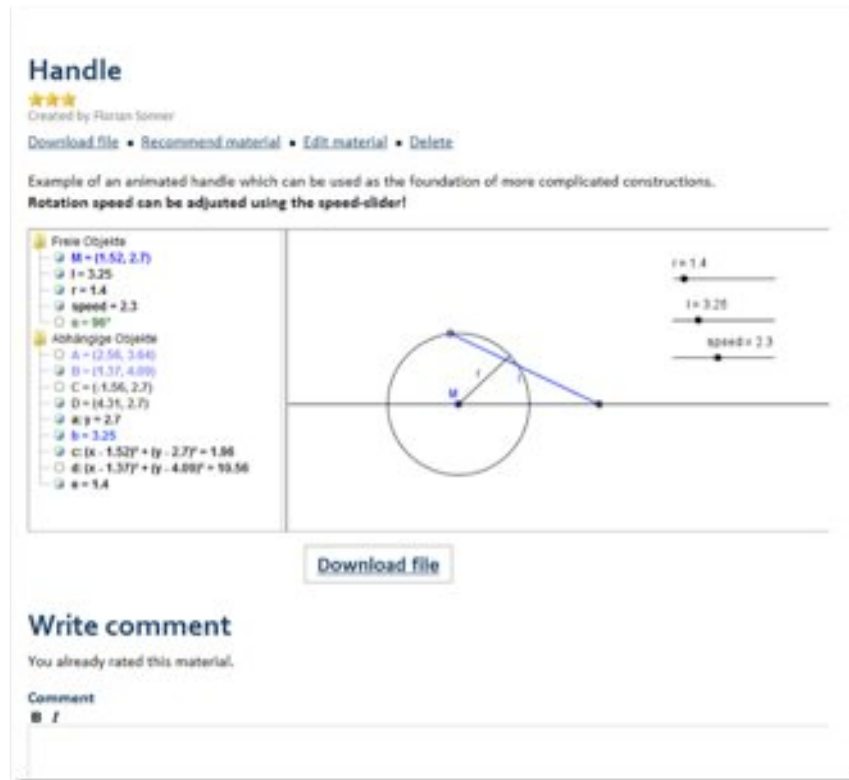 Handle
Created by Florian Sonner
Download file • Recommend material • Edit material • Delete
Example of an animated handle which can be used as the foundation of more complicated constructions.
Rotation speed can be adjusted using the speed-slider!
Freie Objekte
M = (1.52, 2.7)
l = 3.25
r = 1.4
speed = 2.3
α = 96°
Abhängige Objekte
A = (2.56, 3.64)
B = (1.37, 4.09)
C = (-1.56, 2.7)
D = (4.31, 2.7)
a: y = 2.7
b = 3.25
c: (x - 1.52)² + (y - 2.7)² = 1.96
d: (x - 1.37)² + (y - 4.09)² = 10.56
e = 1.4
r = 1.4
l = 3.25
speed = 2.3
r
l
M
Download file
Write comment
You already rated this material.
Comment
B I